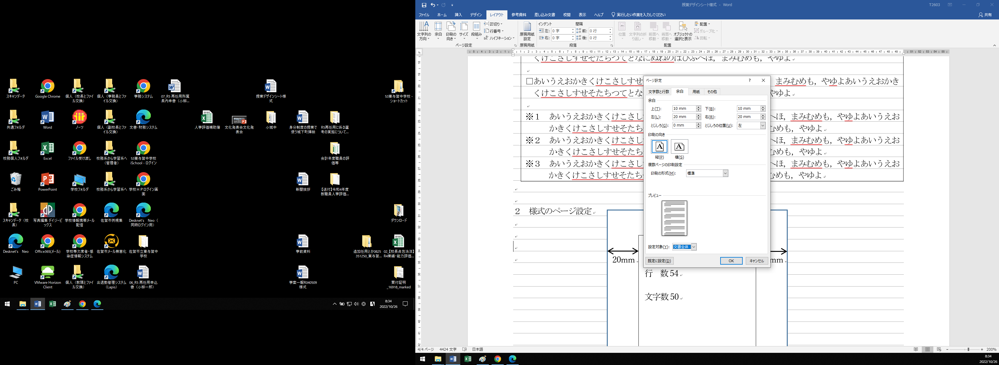 スキャンデータ
Google Chrome
個人（校長とファイル交換）
個人（事務員とファイル交換）
事務システム
07_R5 再任用所属長内申書（小柳...
授業デザインシート様式
53東与賀中学校 - ショートカット
共通フォルダ
Word
ノーツ
個人（副校長とファイル交換）
文書・財務システム
人事評価補助簿
文化発表会文化発表会
小城中
身分制度の授業で使う城下町挿絵
R5再任用に係る選考の実施について...
校務個人フォルダ
Excel
ファイル受け渡し
校務系から学習系へ（管理者）
53東与賀中学校 iSchool - ログイン
会計年度職員の評価等
ごみ箱
PowerPoint
学校フォルダ
校務系から学習系へ
学校ＨＰログイン画面
新聞挨拶
【送付】令和4年度教職員人事評価...
スキャンデータ（校長）
写真編集 デイジーピックス
学校情報携帯メール配信
佐賀市例規集
Desknet's　Neo（同時ログイン用）
ダウンロード
Desknet's　Neo
Office365(メール)
学校等欠席者・感染症情報システム
佐賀市メール無害化
佐賀市立東与賀中学校
事前資料
追加任用とか0825 351250_東与賀...
02_【校長貞包浩洋】R4業績・能力評価...
PC
VMware Horizon Client
個人（教頭とファイル交換）
出退勤管理システム（Lapis）
06_R5 再任用申込書（小柳一郎）
事案一報R040509様式
買付証明_16918_marked
8:34
2022/10/26
授業デザインシート様式 - Word
T2603
ファイル ホーム 挿入 デザイン レイアウト 参考資料 差し込み文書 校閲 表示 ヘルプ 実行したい作業を入力してください 共有
文字列の方向 余白 印刷の向き サイズ 段組み 区切り 行番号 ハイフネーション
ページ設定
原稿用紙設定
原稿用紙
インデント 間隔
左: 0 字 前: 0 行
右: 0 字 後: 0 行
段落
位置 文字列の折り返し 前面へ移動 背面へ移動 オブジェクトの選択と表示 配置 グループ化 回転
配置
くけこさしすせそたちつてとなにぬねのはひふへほ，まみむめも，やゆよ
□あいうえおかきくけこさしすせ まみむめも，やゆよあいうえおかき
くけこさしすせそたちつてとな やゆよ
※１　あいうえおかきくけこさし へほ，まみむめも，やゆよあいうえお
かきくけこさしすせそたち むめも，やゆよ
※２　あいうえおかきくけこさし へほ，まみむめも，やゆよあいうえお
かきくけこさしすせそたち むめも，やゆよ
※３　あいうえおかきくけこさし へほ，まみむめも，やゆよあいうえお
かきくけこさしすせそたち むめも，やゆよ
２　様式のページ設定
20mm
mm
行　数 54
文字数 50
ページ設定
文字数と行数 余白 用紙 その他
余白
上(T): 10 mm 下(B): 10 mm
左(L): 20 mm 右(R): 20 mm
とじしろ(G): 0 mm とじしろの位置(U): 左
印刷の向き
縦(P) 横(S)
複数ページの印刷設定
印刷の形式(M): 標準
プレビュー
設定対象(Y): 文書全体
既定に設定(D) OK キャンセル
4/4 ページ 4424 文字 日本語 200%
8:34
2022/10/26